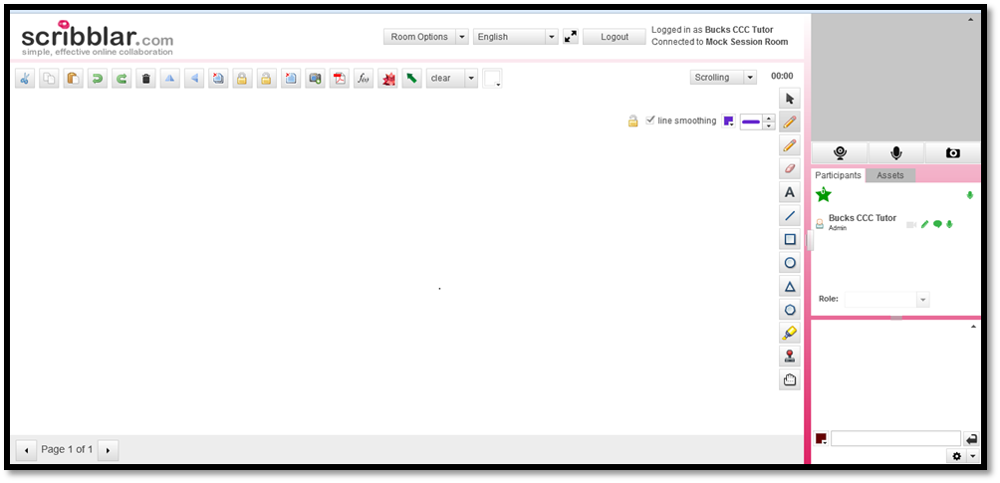 scribblar.com
simple, effective online collaboration
Room Options
English
Logout
Logged in as Bucks CCC Tutor
Connected to Mock Session Room
f(x)
clear
Scrolling
00:00
line smoothing
A
Participants
Assets
Bucks CCC Tutor
Admin
Role:
Page 1 of 1